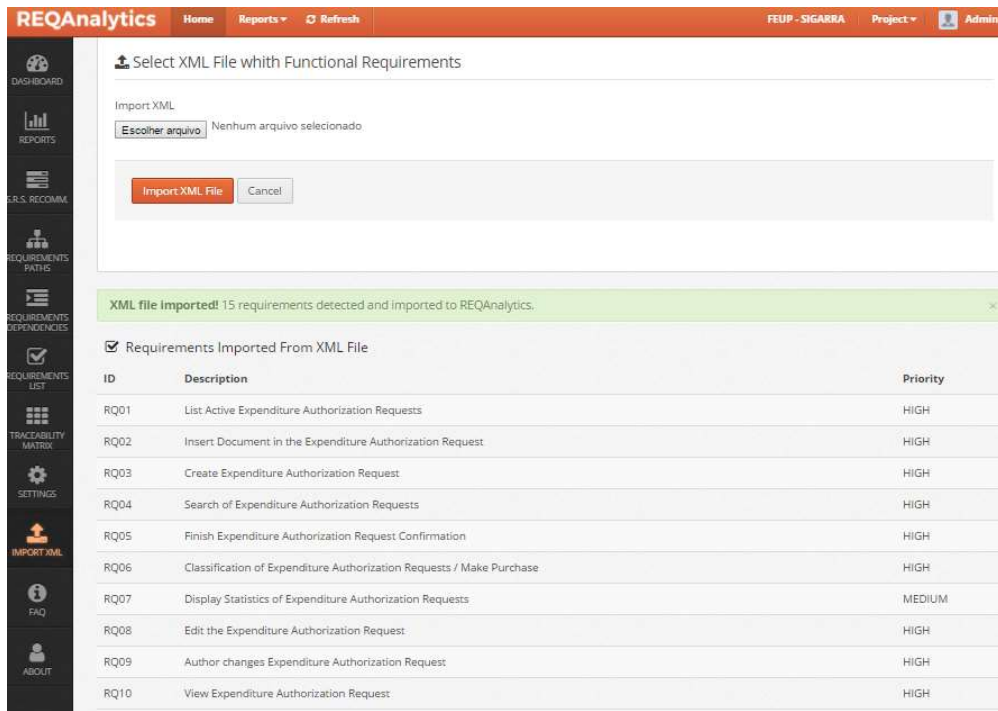 REQAnalytics Home Reports Refresh FEUP - SIGARRA Project Admin
DASHBOARD
REPORTS
S.R.S. RECOMM.
REQUIREMENTS
PATHS
REQUIREMENTS
DEPENDENCIES
REQUIREMENTS
LIST
TRACEABILITY
MATRIX
SETTINGS
IMPORT XML
FAQ
ABOUT
Select XML File whith Functional Requirements
Import XML
Escolher arquivo Nenhum arquivo selecionado
Import XML File Cancel
XML file imported! 15 requirements detected and imported to REQAnalytics. ×
Requirements Imported From XML File
ID Description Priority
RQ01 List Active Expenditure Authorization Requests HIGH
RQ02 Insert Document in the Expenditure Authorization Request HIGH
RQ03 Create Expenditure Authorization Request HIGH
RQ04 Search of Expenditure Authorization Requests HIGH
RQ05 Finish Expenditure Authorization Request Confirmation HIGH
RQ06 Classification of Expenditure Authorization Requests / Make Purchase HIGH
RQ07 Display Statistics of Expenditure Authorization Requests MEDIUM
RQ08 Edit the Expenditure Authorization Request HIGH
RQ09 Author changes Expenditure Authorization Request HIGH
RQ10 View Expenditure Authorization Request HIGH